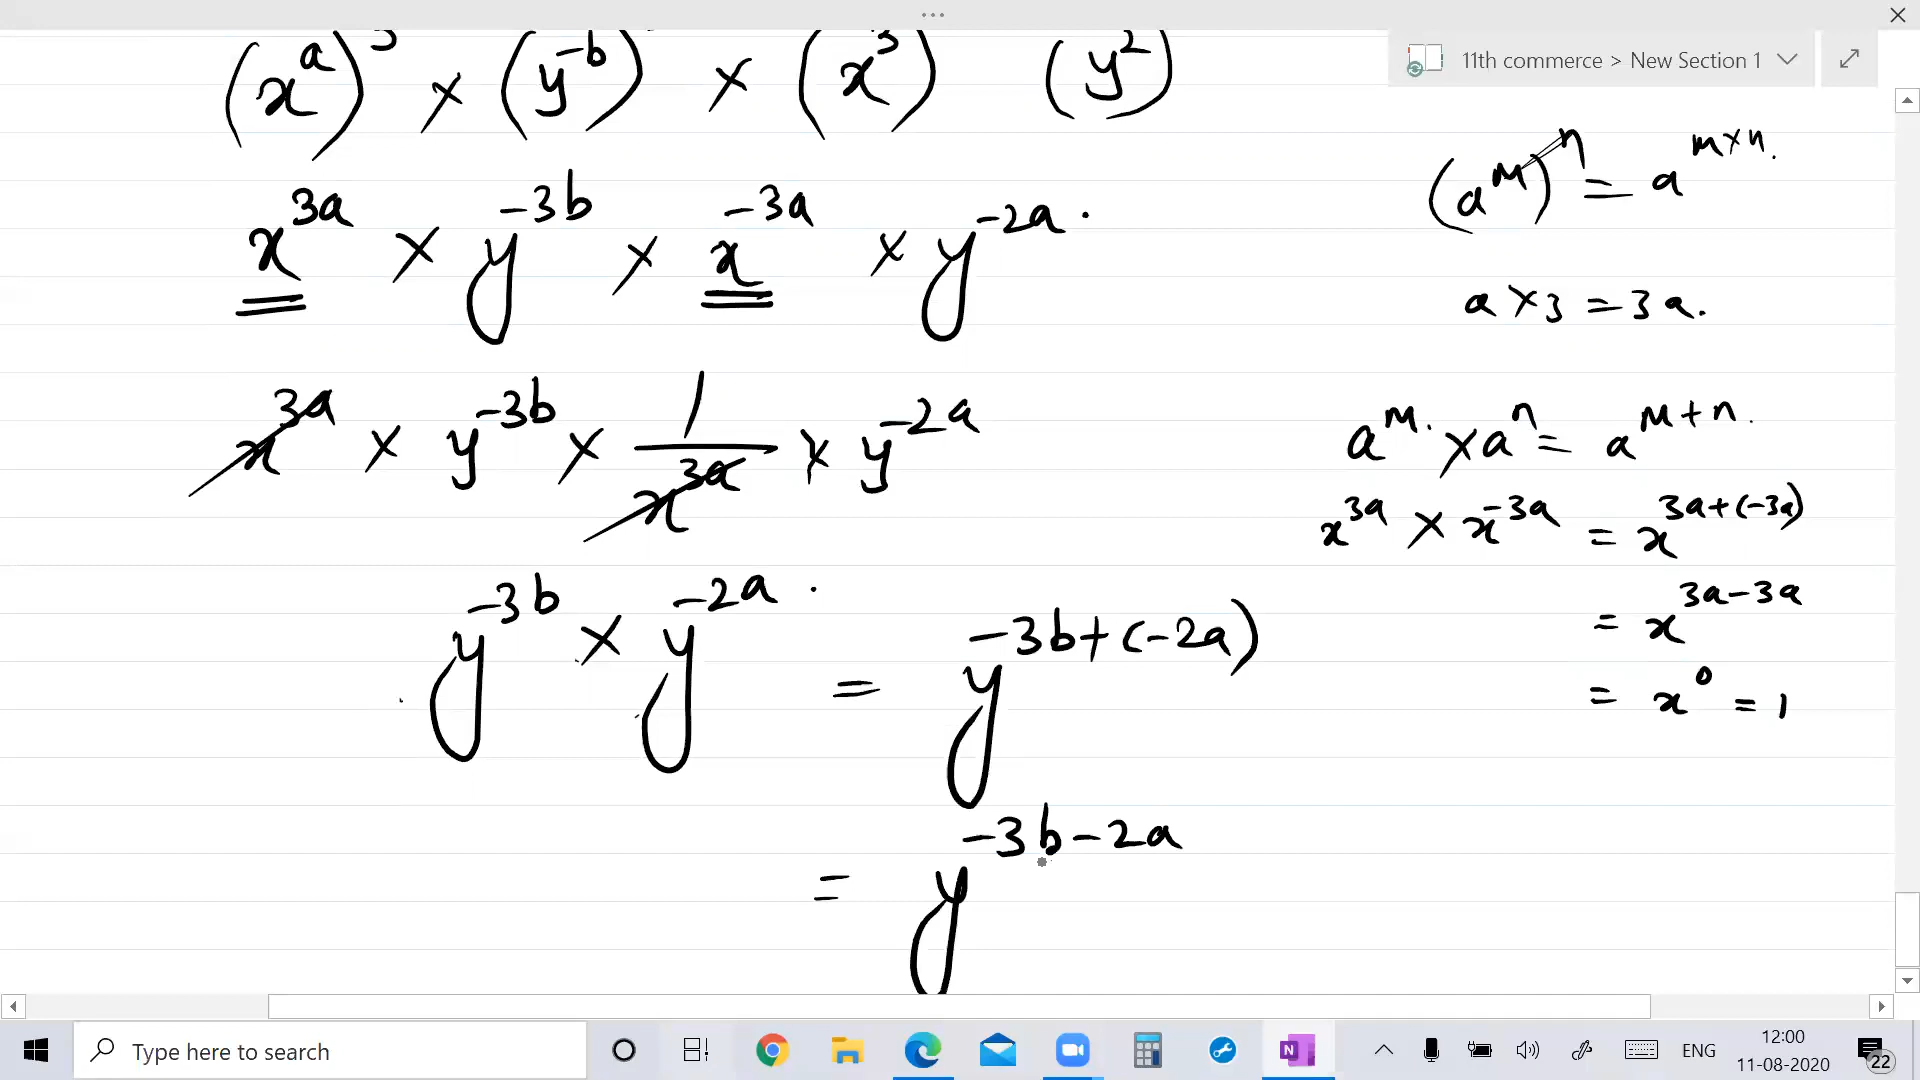 11th commerce > New Section 1
(x^a)^3 × (y^-b) × (x^3) (y^2)
x^3a × y^-3b × x^-3a × y^-2a.
x^3a × y^-3b × 1/x^3a × y^-2a
y^-3b × y^-2a. = y^-3b+(-2a)
= y^-3b-2a
(a^m)^n = a^m×n.
a × 3 = 3a.
a^m. × a^n = a^m+n.
x^3a × x^-3a = x^3a+(-3a)
= x^3a-3a
= x^0 = 1
Type here to search
ENG
12:00
11-08-2020
22